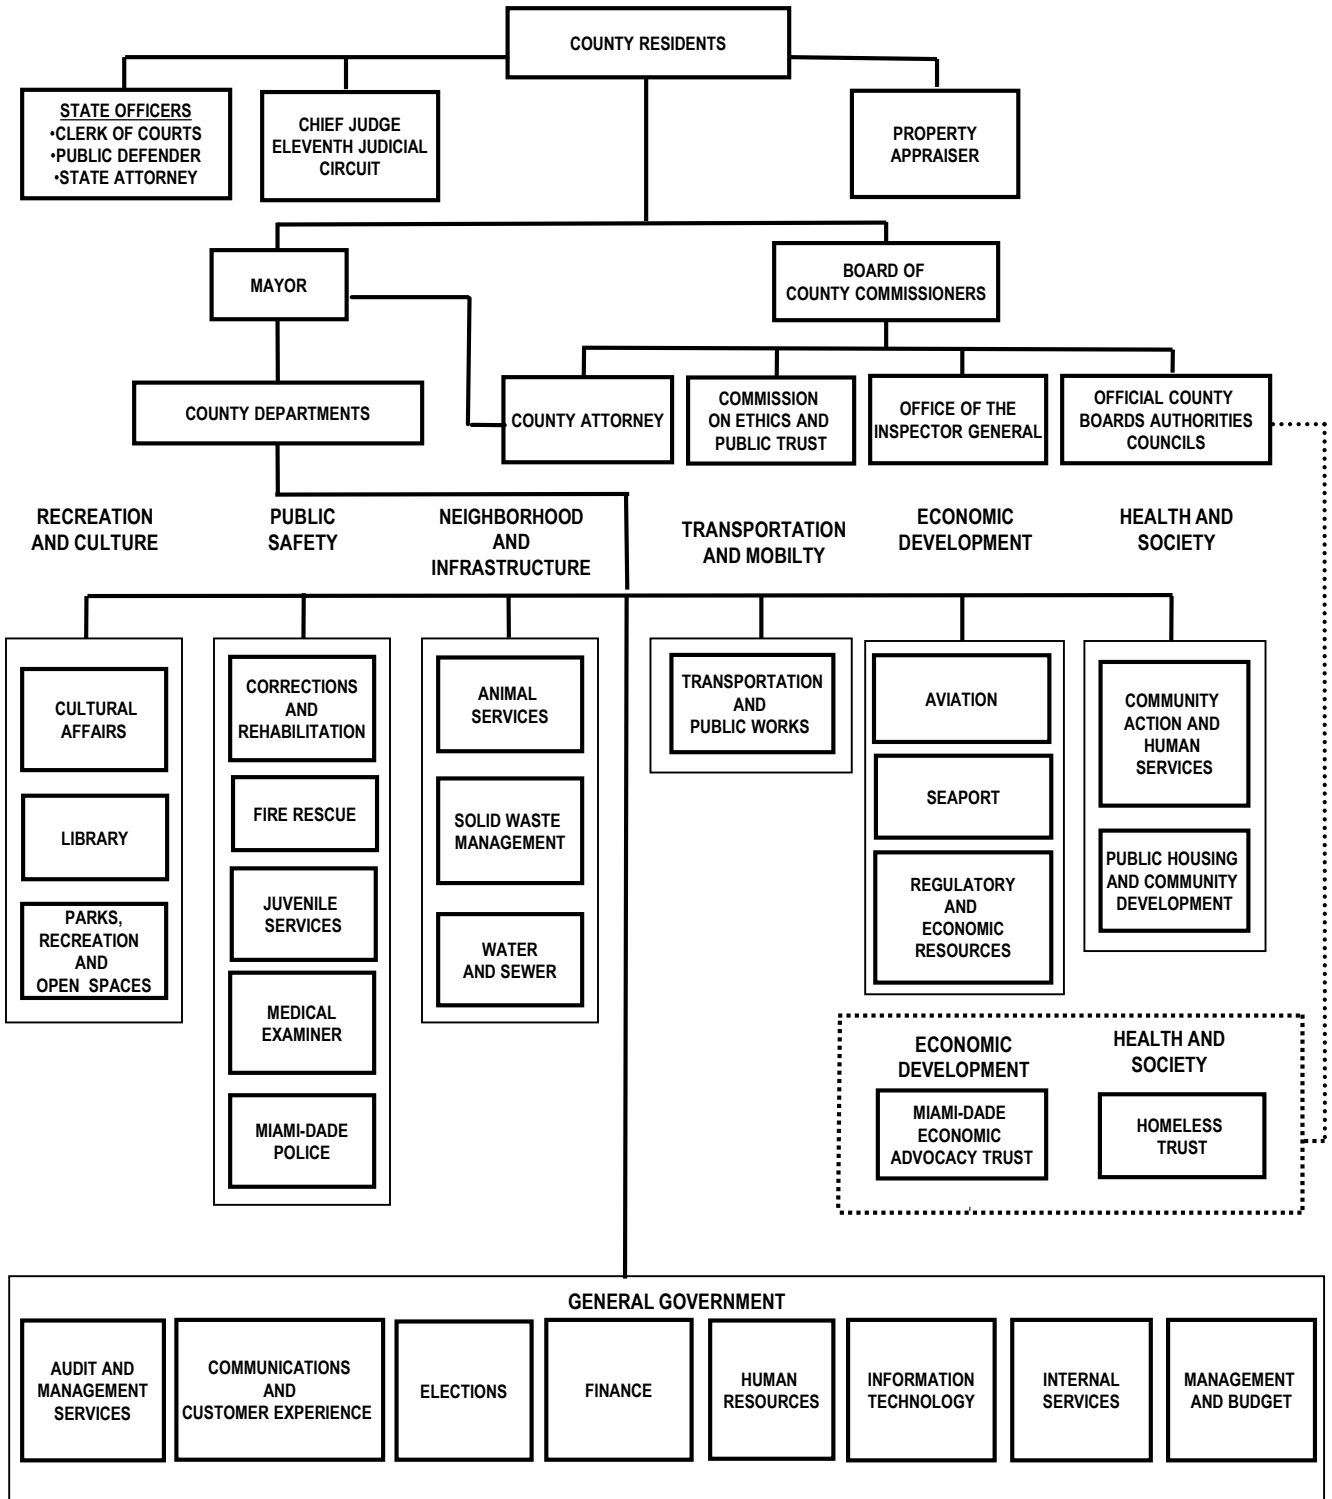 COUNTY RESIDENTS
STATE OFFICERS
•CLERK OF COURTS
•PUBLIC DEFENDER
•STATE ATTORNEY
CHIEF JUDGE
ELEVENTH JUDICIAL
CIRCUIT
PROPERTY
APPRAISER
MAYOR
BOARD OF
COUNTY COMMISSIONERS
COUNTY DEPARTMENTS
COUNTY ATTORNEY
COMMISSION
ON ETHICS AND
PUBLIC TRUST
OFFICE OF THE
INSPECTOR GENERAL
OFFICIAL COUNTY
BOARDS AUTHORITIES
COUNCILS
RECREATION
AND CULTURE
PUBLIC
SAFETY
NEIGHBORHOOD
AND
INFRASTRUCTURE
TRANSPORTATION
AND MOBILTY
ECONOMIC
DEVELOPMENT
HEALTH AND
SOCIETY
CULTURAL
AFFAIRS
LIBRARY
PARKS,
RECREATION
AND
OPEN SPACES
CORRECTIONS
AND
REHABILITATION
FIRE RESCUE
JUVENILE
SERVICES
MEDICAL
EXAMINER
MIAMI-DADE
POLICE
ANIMAL
SERVICES
SOLID WASTE
MANAGEMENT
WATER
AND SEWER
TRANSPORTATION
AND
PUBLIC WORKS
AVIATION
SEAPORT
REGULATORY
AND
ECONOMIC
RESOURCES
COMMUNITY
ACTION AND
HUMAN
SERVICES
PUBLIC HOUSING
AND COMMUNITY
DEVELOPMENT
ECONOMIC
DEVELOPMENT
MIAMI-DADE
ECONOMIC
ADVOCACY TRUST
HEALTH AND
SOCIETY
HOMELESS
TRUST
GENERAL GOVERNMENT
AUDIT AND
MANAGEMENT
SERVICES
COMMUNICATIONS
AND
CUSTOMER EXPERIENCE
ELECTIONS
FINANCE
HUMAN
RESOURCES
INFORMATION
TECHNOLOGY
INTERNAL
SERVICES
MANAGEMENT
AND BUDGET